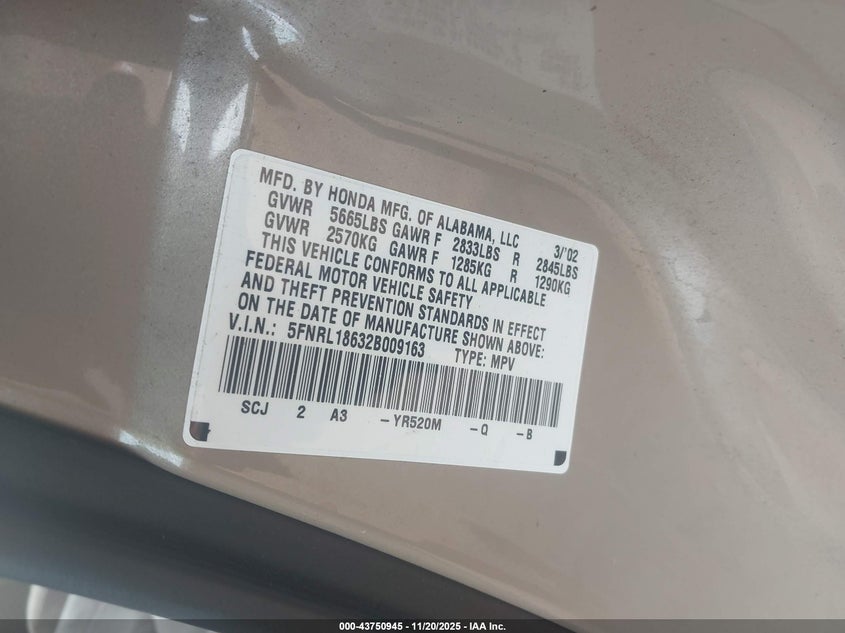 MFD. BY HONDA MFG. OF ALABAMA, LLC 3/'02
GVWR 5665LBS GAWR F 2833LBS R 2845LBS
GVWR 2570KG GAWR F 1285KG R 1290KG
THIS VEHICLE CONFORMS TO ALL APPLICABLE
FEDERAL MOTOR VEHICLE SAFETY
AND THEFT PREVENTION STANDARDS IN EFFECT
ON THE DATE OF MANUFACTURE SHOWN ABOVE:
V.I.N.: 5FNRL18632B009163 TYPE: MPV
SCJ 2 A3 -YR520M -Q -B
000-43750945 - 11/20/2025 - IAA Inc.